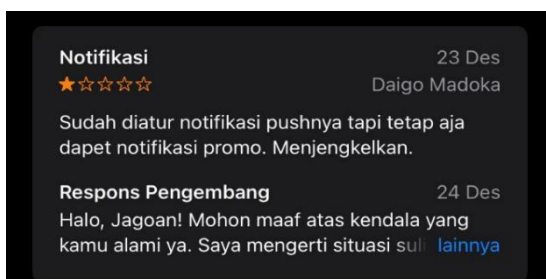 Notifikasi 23 Des
★☆☆☆☆ Daigo Madoka
Sudah diatur notifikasi pushnya tapi tetap aja
dapet notifikasi promo. Menjengkelkan.
Respons Pengembang 24 Des
Halo, Jagoan! Mohon maaf atas kendala yang
kamu alami ya. Saya mengerti situasi lainnya